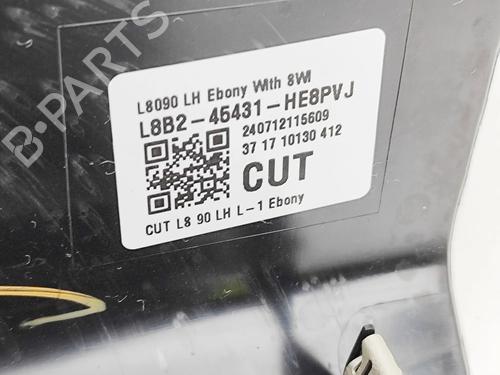 B-PARTS
L8090 LH Ebony With 8WI
L8B2-45431-HE8PVJ
240712115609
37 17 10130 412
CUT
CUT L8 90 LH L-1 Ebony